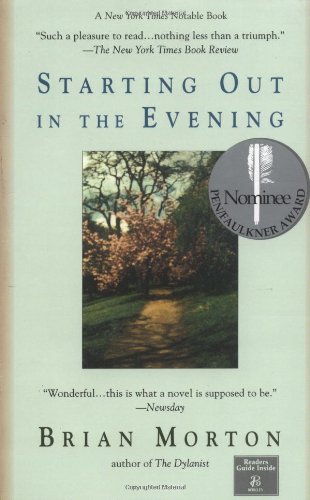 A New York Times Notable Book
"Such a pleasure to read...nothing less than a triumph."
—The New York Times Book Review
STARTING OUT
IN THE EVENING
Nominee
PEN/FAULKNER AWARD
"Wonderful...this is what a novel is supposed to be."
—Newsday
BRIAN MORTON
author of The Dylanist
Readers
Guide Inside
B
BERKLEY